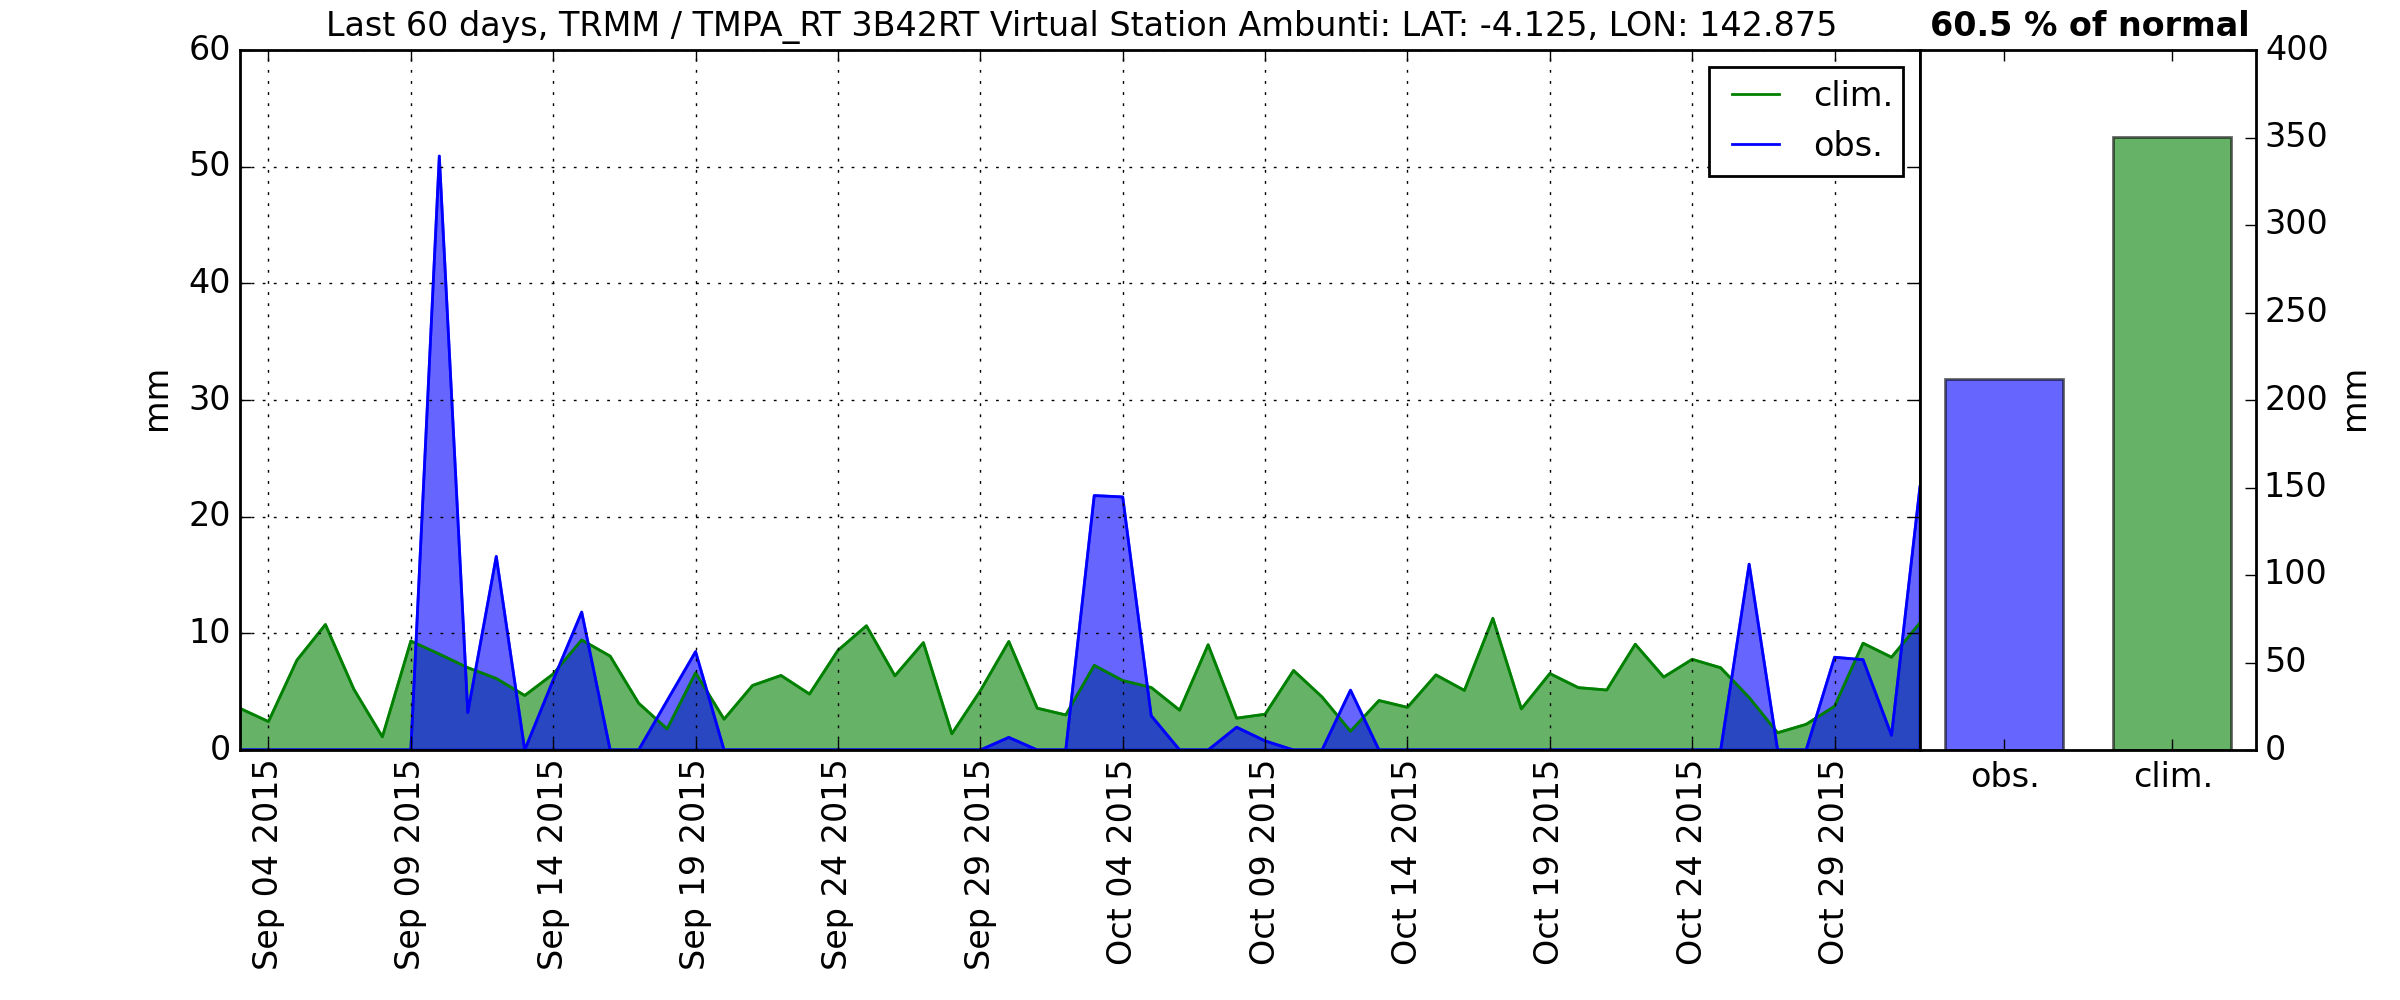 Last 60 days, TRMM / TMPA_RT 3B42RT Virtual Station Ambunti: LAT: -4.125, LON: 142.875
60.5 % of normal
60
50
40
30
20
10
0
mm
clim.
obs.
Sep 04 2015
Sep 09 2015
Sep 14 2015
Sep 19 2015
Sep 24 2015
Sep 29 2015
Oct 04 2015
Oct 09 2015
Oct 14 2015
Oct 19 2015
Oct 24 2015
Oct 29 2015
obs.
clim.
400
350
300
250
200
150
100
50
0
mm